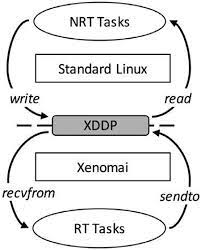 NRT Tasks
Standard Linux
write
read
XDDP
Xenomai
recvfrom
sendto
RT Tasks